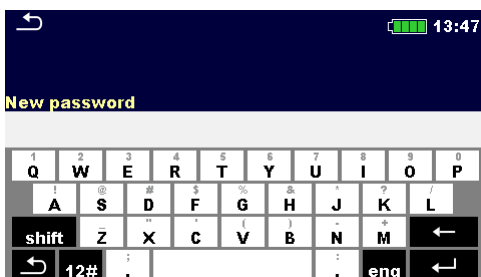 13:47
New password
1 2 3 4 5 6 7 8 9 0
Q W E R T Y U I O P
! @ # $ % & * ? /
A S D F G H J K L
" ' ( ) - +
shift Z X C V B N M
; :
12# . . eng